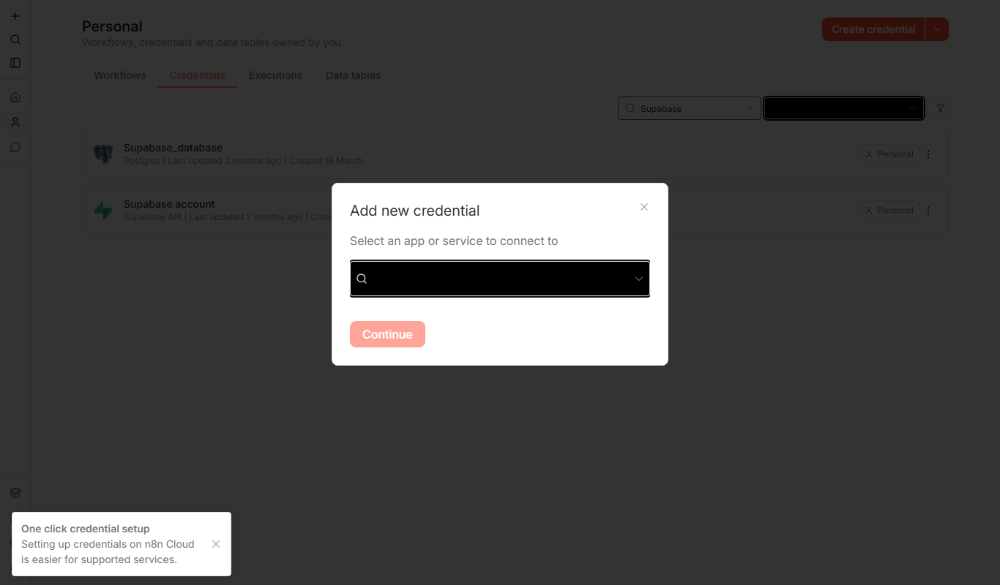 Personal
Workflows, credentials and data tables owned by you
Create credential
Workflows Credentials Executions Data tables
Supabase
Supabase_database
Postgres | Last updated 2 months ago | Created 16 March
Personal
Supabase account
Supabase API | Last updated 2 months ago |
Personal
Add new credential
Select an app or service to connect to
Continue
One click credential setup
Setting up credentials on n8n Cloud
is easier for supported services.